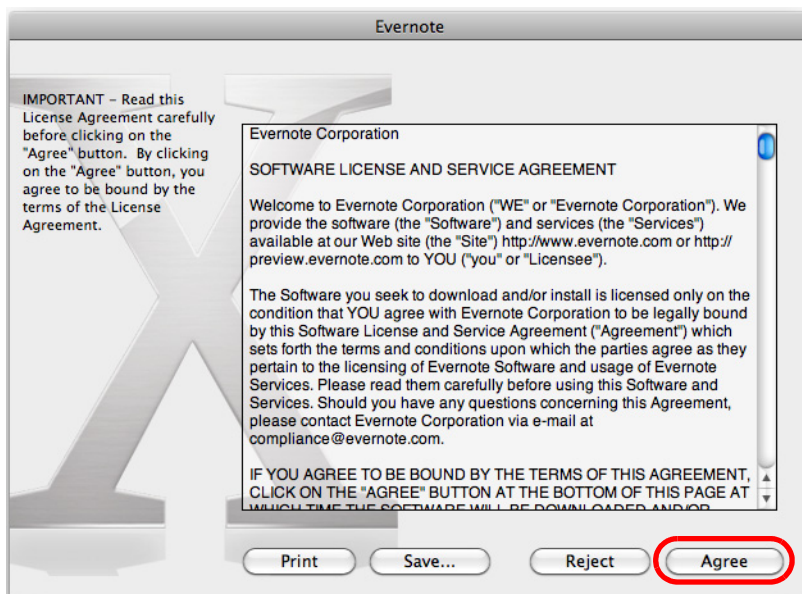 Evernote
IMPORTANT – Read this
License Agreement carefully
before clicking on the
"Agree" button. By clicking
on the "Agree" button, you
agree to be bound by the
terms of the License
Agreement.
Evernote Corporation
SOFTWARE LICENSE AND SERVICE AGREEMENT
Welcome to Evernote Corporation ("WE" or "Evernote Corporation"). We
provide the software (the "Software") and services (the "Services")
available at our Web site (the "Site") http://www.evernote.com or http://
preview.evernote.com to YOU ("you" or "Licensee").
The Software you seek to download and/or install is licensed only on the
condition that YOU agree with Evernote Corporation to be legally bound
by this Software License and Service Agreement ("Agreement") which
sets forth the terms and conditions upon which the parties agree as they
pertain to the licensing of Evernote Software and usage of Evernote
Services. Please read them carefully before using this Software and
Services. Should you have any questions concerning this Agreement,
please contact Evernote Corporation via e-mail at
compliance@evernote.com.
IF YOU AGREE TO BE BOUND BY THE TERMS OF THIS AGREEMENT,
CLICK ON THE "AGREE" BUTTON AT THE BOTTOM OF THIS PAGE AT
WHICH TIME THE SOFTWARE WILL BE DOWNLOADED AND/OR
Print Save... Reject Agree